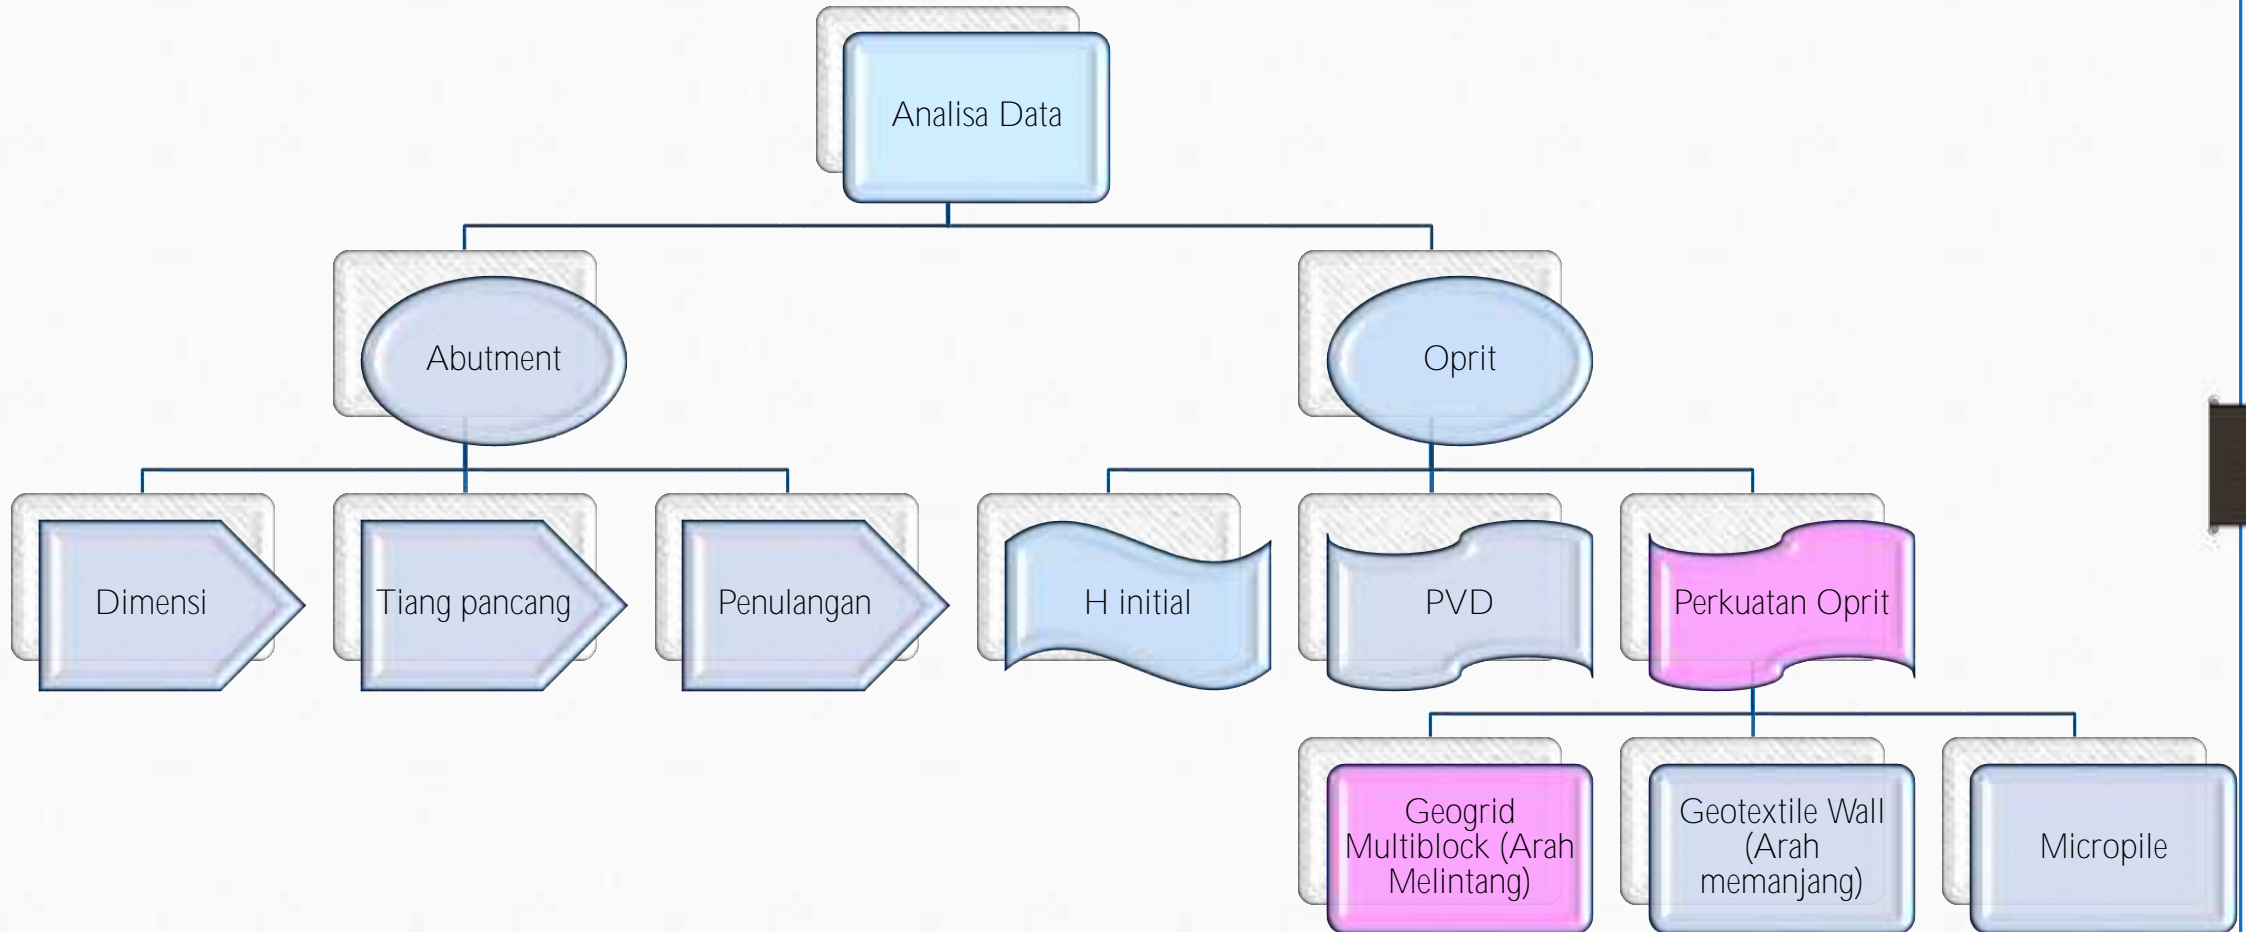 Analisa Data
Abutment
Oprit
Dimensi
Tiang pancang
Penulangan
H initial
PVD
Perkuatan Oprit
Geogrid
Multiblock (Arah
Melintang)
Geotextile Wall
(Arah
memanjang)
Micropile